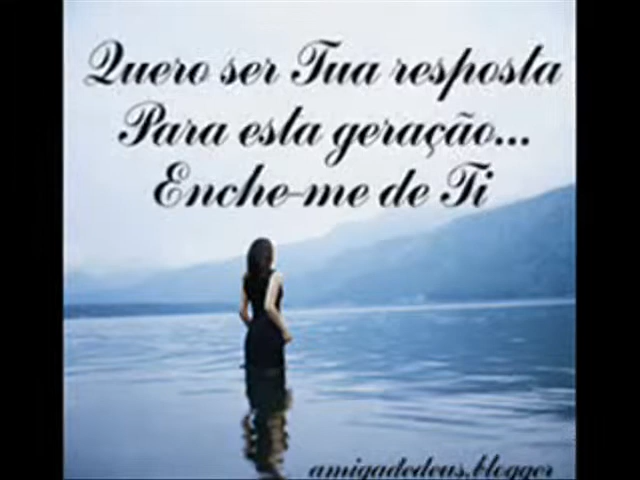 Quero ser Tua resposta
Para esta geração...
Enche-me de Ti
amigadedeus.blogger